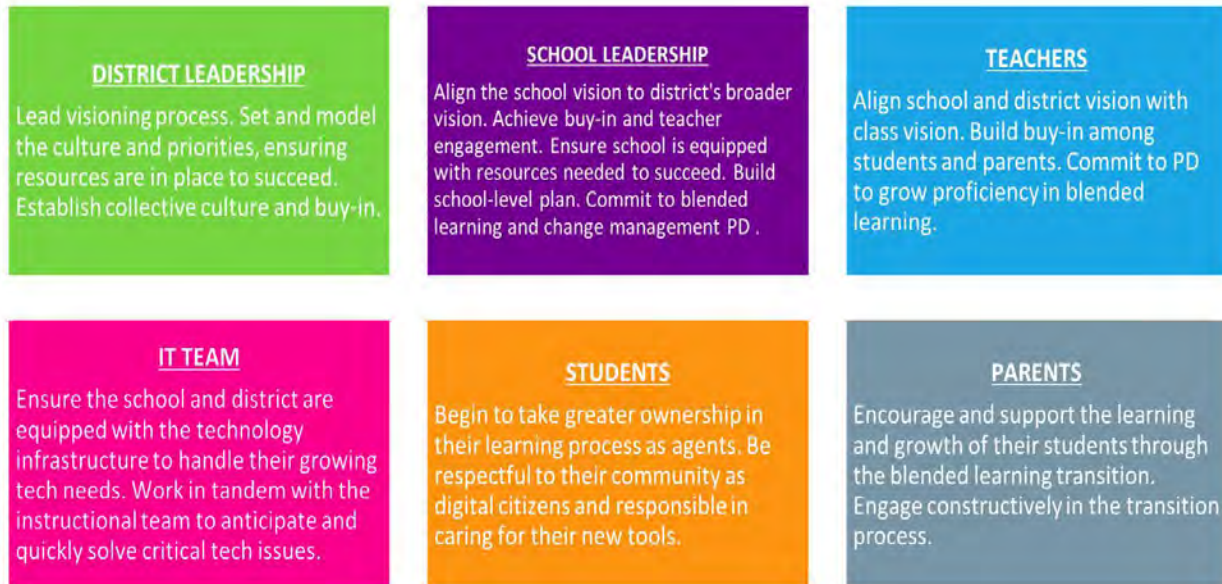 DISTRICT LEADERSHIP
Lead visioning process. Set and model
the culture and priorities, ensuring
resources are in place to succeed.
Establish collective culture and buy-in.
SCHOOL LEADERSHIP
Align the school vision to district's broader
vision. Achieve buy-in and teacher
engagement. Ensure school is equipped
with resources needed to succeed. Build
school-level plan. Commit to blended
learning and change management PD .
TEACHERS
Align school and district vision with
class vision. Build buy-in among
students and parents. Commit to PD
to grow proficiency in blended
learning.
IT TEAM
Ensure the school and district are
equipped with the technology
infrastructure to handle their growing
tech needs. Work in tandem with the
instructional team to anticipate and
quickly solve critical tech issues.
STUDENTS
Begin to take greater ownership in
their learning process as agents. Be
respectful to their community as
digital citizens and responsible in
caring for their new tools.
PARENTS
Encourage and support the learning
and growth of their students through
the blended learning transition.
Engage constructively in the transition
process.